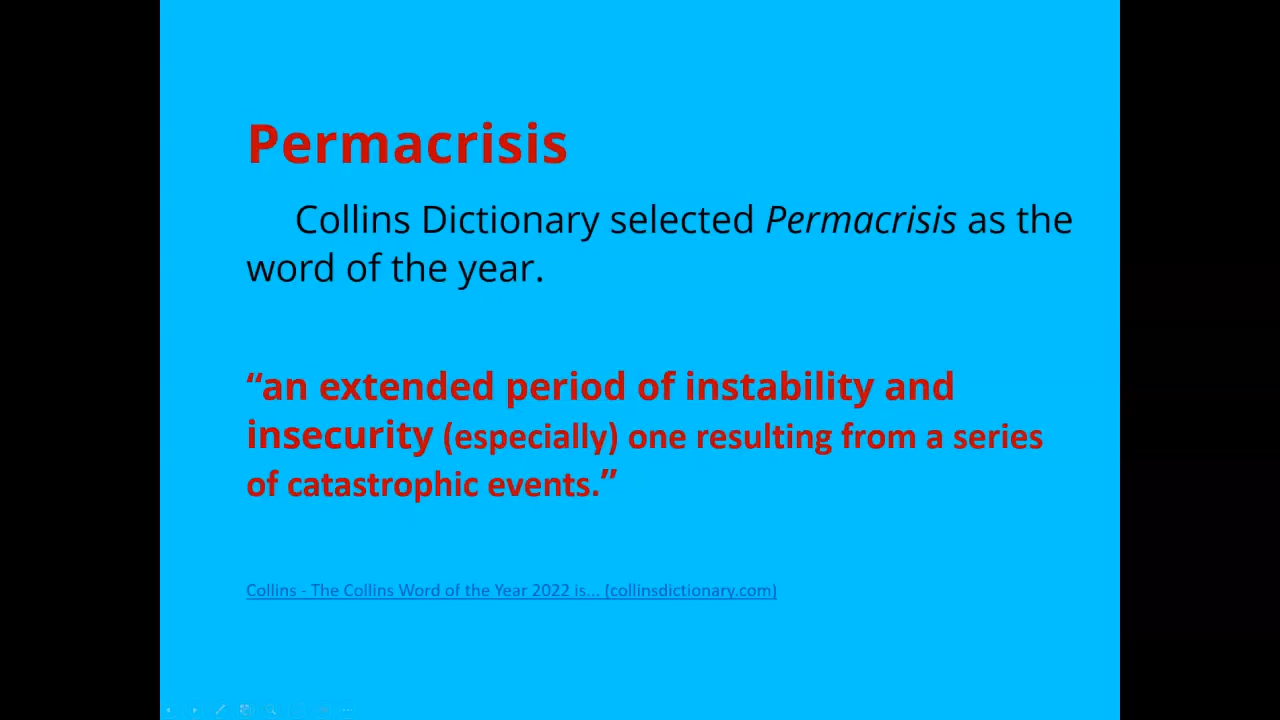 Permacrisis
Collins Dictionary selected Permacrisis as the
word of the year.
“an extended period of instability and
insecurity (especially) one resulting from a series
of catastrophic events.”
Collins - The Collins Word of the Year 2022 is... (collinsdictionary.com)